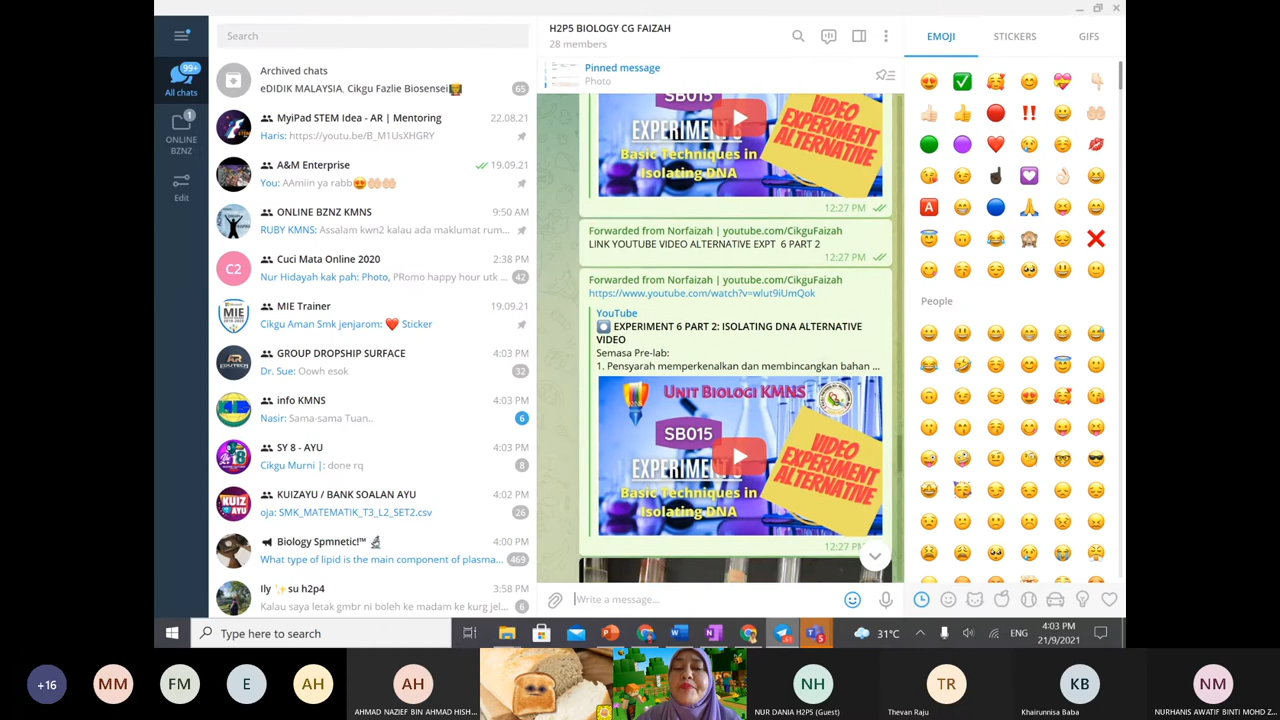 Search
H2P5 BIOLOGY CG FAIZAH
28 members
EMOJI
STICKERS
GIFS
Pinned message
Photo
99+
All chats
1
ONLINE
BZNZ
Edit
Archived chats
eDIDIK MALAYSIA, Cikgu Fazlie Biosensei
65
MyiPad STEM Idea - AR | Mentoring
22.08.21
Haris: https://youtu.be/B_M1UsXHGRY
A&M Enterprise
19.09.21
You: AAmiin ya rabb
ONLINE BZNZ KMNS
9:50 AM
RUBY KMNS: Assalam kwn2 kalau ada maklumat rum...
C2
Cuci Mata Online 2020
2:38 PM
Nur Hidayah kak pah: Photo, PRomo happy hour utk ...
42
MIE Trainer
19.09.21
Cikgu Aman Smk jenjarom: ❤️ Sticker
GROUP DROPSHIP SURFACE
4:03 PM
Dr. Sue: Oowh esok
32
info KMNS
4:03 PM
Nasir: Sama-sama Tuan..
6
SY 8 - AYU
4:03 PM
Cikgu Murni |: done rq
8
KUIZAYU / BANK SOALAN AYU
4:02 PM
oja: SMK_MATEMATIK_T3_L2_SET2.csv
26
Biology Spmnetic!™
4:00 PM
What type of lipid is the main component of plasma...
469
Ily ✨su h2p4
3:58 PM
Kalau saya letak gmbr ni boleh ke madam ke kurg jel...
6
SB015
EXPERIMENT 6
Basic Techniques in
Isolating DNA
VIDEO
EXPERIMENT
ALTERNATIVE
12:27 PM
Forwarded from Norfaizah | youtube.com/CikguFaizah
LINK YOUTUBE VIDEO ALTERNATIVE EXPT 6 PART 2
12:27 PM
Forwarded from Norfaizah | youtube.com/CikguFaizah
https://www.youtube.com/watch?v=wlut9iUmQok
YouTube
EXPERIMENT 6 PART 2: ISOLATING DNA ALTERNATIVE
VIDEO
Semasa Pre-lab:
1. Pensyarah memperkenalkan dan membincangkan bahan ...
UNIT BIOLOGI KMNS
SB015
EXPERIMENT
Basic Techniques in
Isolating DNA
VIDEO
EXPERIMENT
ALTERNATIVE
12:27 PM
Write a message...
People
Type here to search
31°C
ENG
4:03 PM
21/9/2021
+16
MM
FM
E
AH
AH
AHMAD NAZIEF BIN AHMAD HISH...
NH
NUR DANIA H2P5 (Guest)
TR
Thevan Raju
KB
Khairunnisa Baba
NM
NURHANIS AWATIF BINTI MOHD Z...